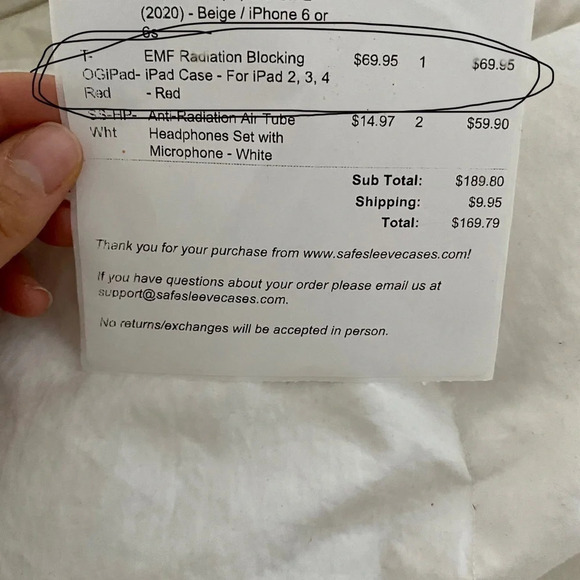 (2020) - Beige / iPhone 6 or
6s
T- EMF Radiation Blocking $69.95 1 $69.95
OGiPad- iPad Case - For iPad 2, 3, 4
Red - Red
SS-HP- Anti-Radiation Air Tube $14.97 2 $59.90
Wht Headphones Set with
Microphone - White
Sub Total: $189.80
Shipping: $9.95
Total: $169.79
Thank you for your purchase from www.safesleevecases.com!
If you have questions about your order please email us at
support@safesleevecases.com.
No returns/exchanges will be accepted in person.